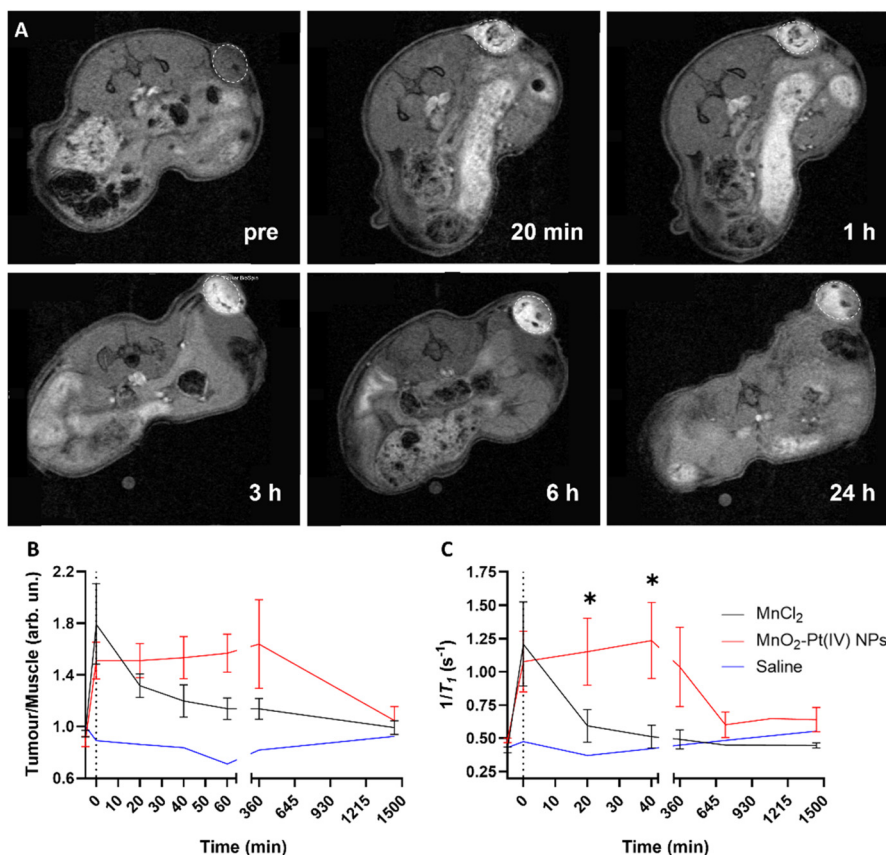 A
pre
20 min
1 h
3 h
6 h
24 h
B
Tumour/Muscle (arb. un.)
2.2
1.8
1.4
1.0
0.6
0 10 20 30 40 50 60 360 645 930 1215 1500
Time (min)
C
1/T₁ (s⁻¹)
1.75
1.50
1.25
1.00
0.75
0.50
0.25
* *
0 10 20 30 40 360 645 930 1215 1500
Time (min)
MnCl₂
MnO₂-Pt(IV) NPs
Saline